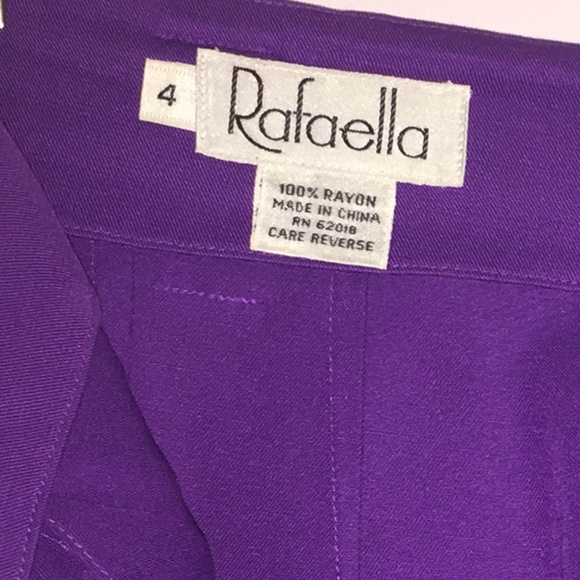 4
Rafaella
100% RAYON
MADE IN CHINA
RN 62018
CARE REVERSE